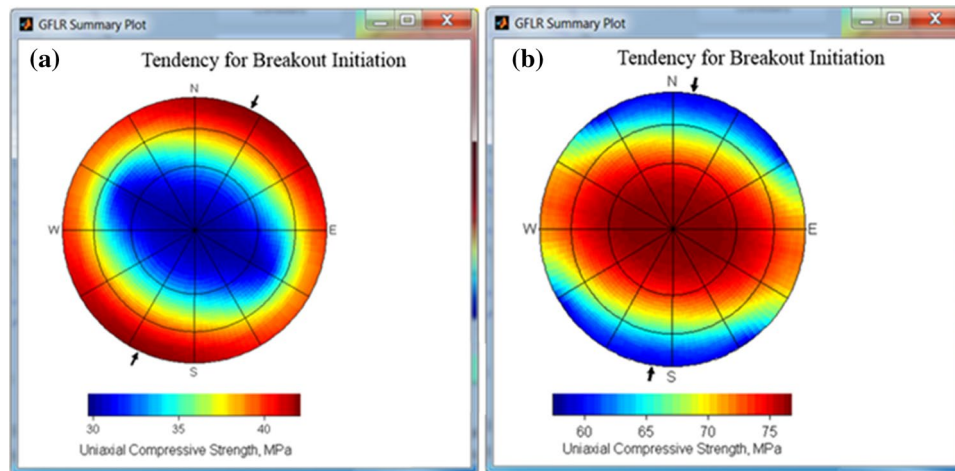 GFLR Summary Plot
(a)
Tendency for Breakout Initiation
N
W
E
S
30
35
40
Uniaxial Compressive Strength, MPa
GFLR Summary Plot
(b)
Tendency for Breakout Initiation
N
W
E
S
60
65
70
75
Uniaxial Compressive Strength, MPa